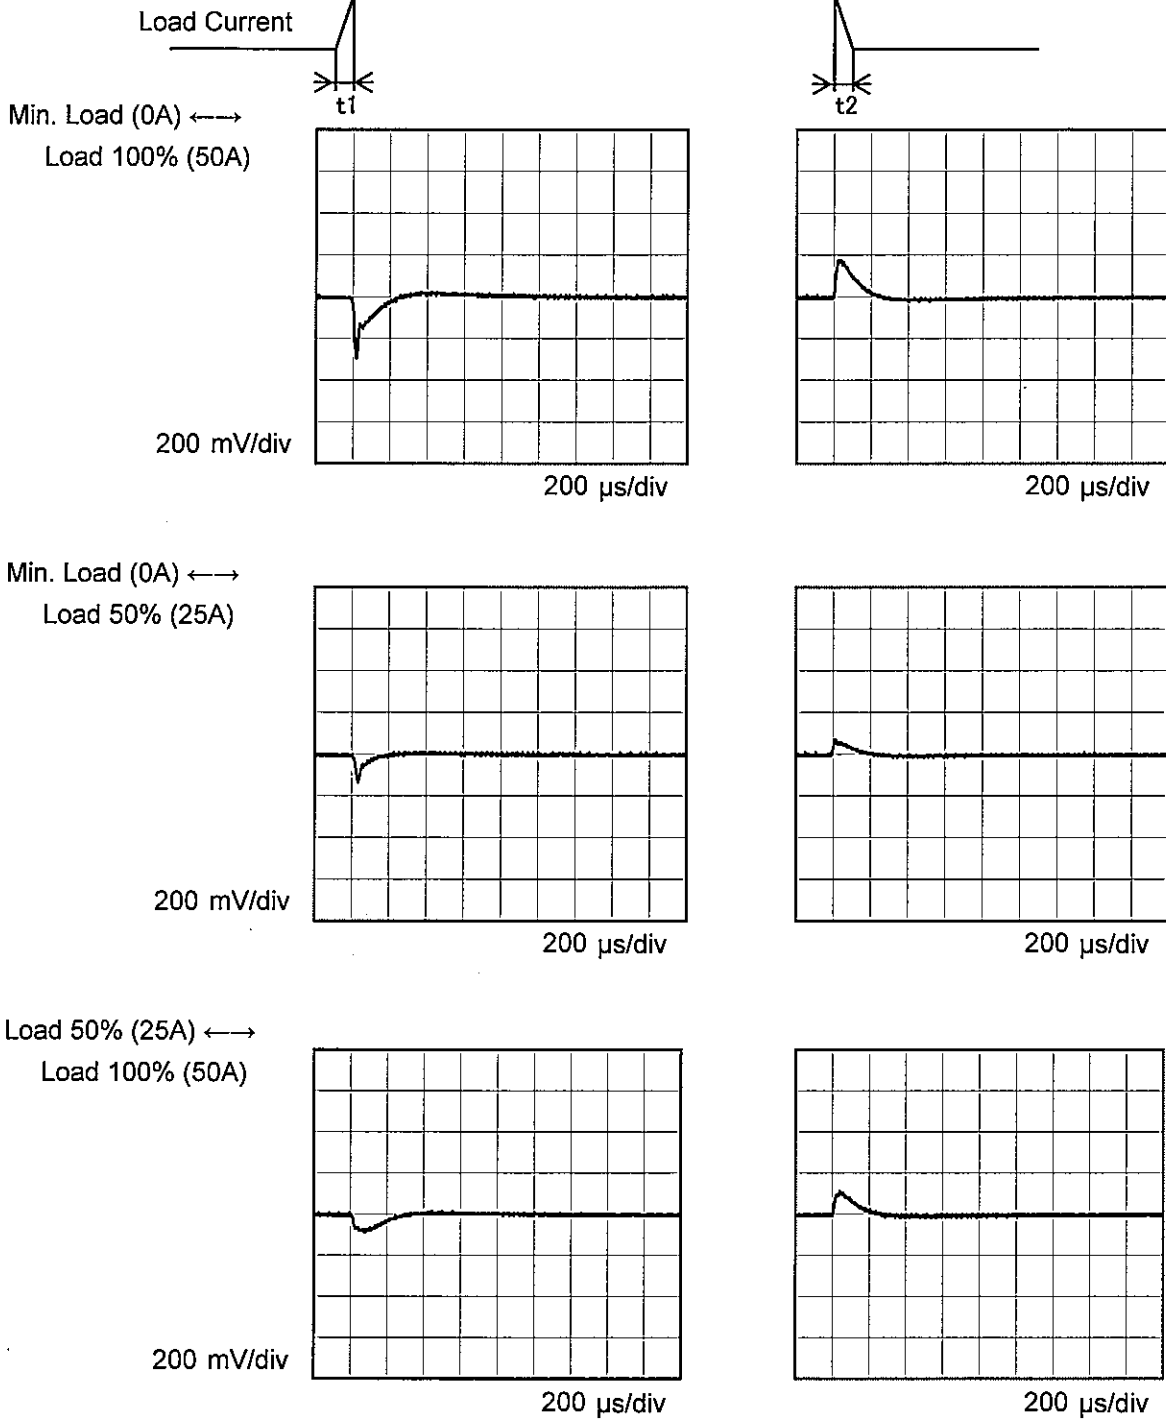 Load Current
t1
t2
Min. Load (0A) ←→
Load 100% (50A)
200 mV/div
200 µs/div
200 µs/div
Min. Load (0A) ←→
Load 50% (25A)
200 mV/div
200 µs/div
200 µs/div
Load 50% (25A) ←→
Load 100% (50A)
200 mV/div
200 µs/div
200 µs/div